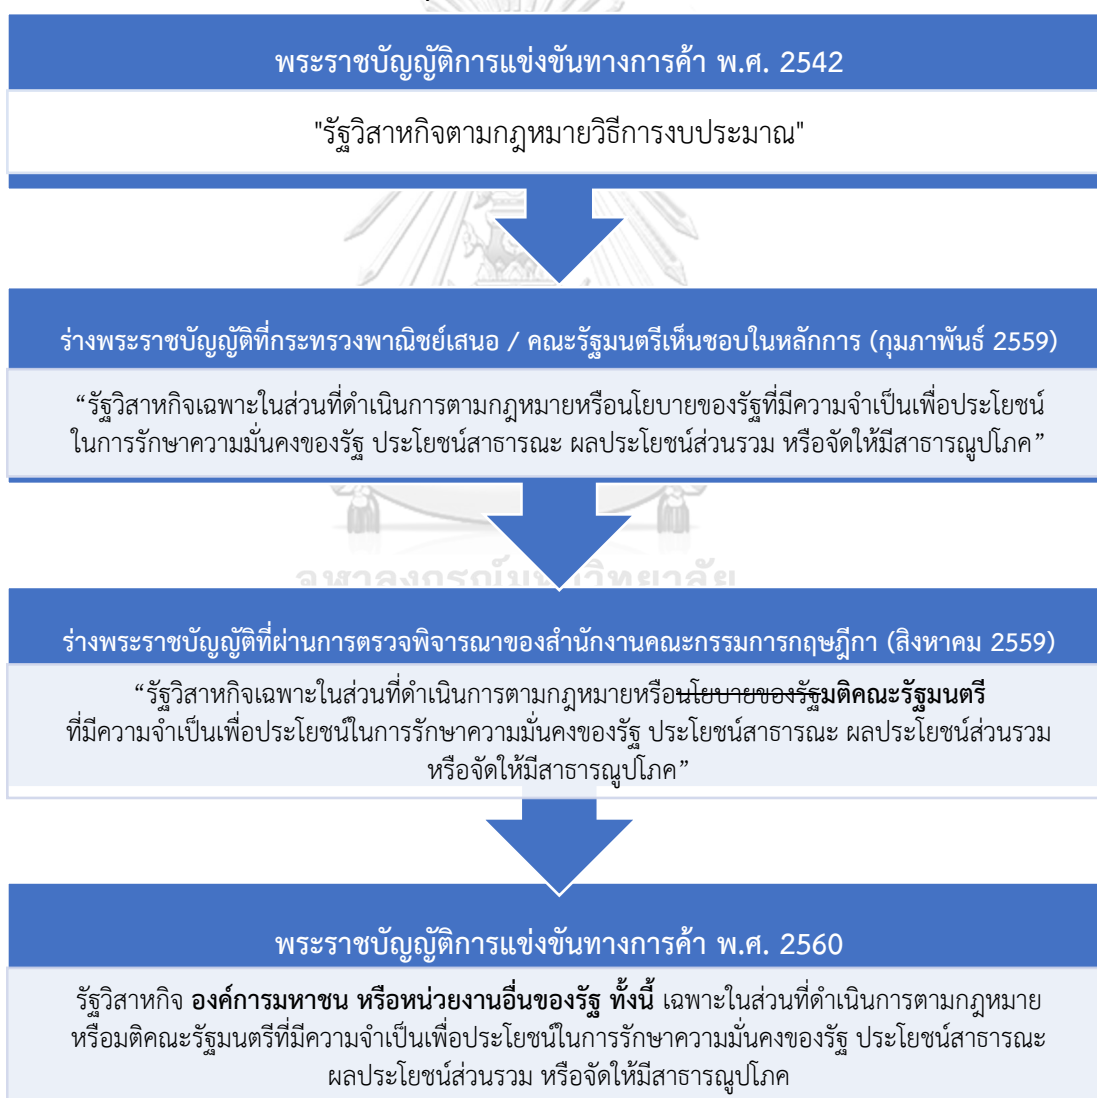 พระราชบัญญัติการแข่งขันทางการค้า พ.ศ. 2542
"รัฐวิสาหกิจตามกฎหมายวิธีการงบประมาณ"
ร่างพระราชบัญญัติที่กระทรวงพาณิชย์เสนอ / คณะรัฐมนตรีเห็นชอบในหลักการ (กุมภาพันธ์ 2559)
“รัฐวิสาหกิจเฉพาะในส่วนที่ดำเนินการตามกฎหมายหรือนโยบายของรัฐที่มีความจำเป็นเพื่อประโยชน์
ในการรักษาความมั่นคงของรัฐ ประโยชน์สาธารณะ ผลประโยชน์ส่วนรวม หรือจัดให้มีสาธารณูปโภค”
จุฬาลงกรณ์มหาวิทยาลัย
ร่างพระราชบัญญัติที่ผ่านการตรวจพิจารณาของสำนักงานคณะกรรมการกฤษฎีกา (สิงหาคม 2559)
“รัฐวิสาหกิจเฉพาะในส่วนที่ดำเนินการตามกฎหมายหรือนโยบายของรัฐมติคณะรัฐมนตรี
ที่มีความจำเป็นเพื่อประโยชน์ในการรักษาความมั่นคงของรัฐ ประโยชน์สาธารณะ ผลประโยชน์ส่วนรวม
หรือจัดให้มีสาธารณูปโภค”
พระราชบัญญัติการแข่งขันทางการค้า พ.ศ. 2560
รัฐวิสาหกิจ องค์การมหาชน หรือหน่วยงานอื่นของรัฐ ทั้งนี้ เฉพาะในส่วนที่ดำเนินการตามกฎหมาย
หรือมติคณะรัฐมนตรีที่มีความจำเป็นเพื่อประโยชน์ในการรักษาความมั่นคงของรัฐ ประโยชน์สาธารณะ
ผลประโยชน์ส่วนรวม หรือจัดให้มีสาธารณูปโภค